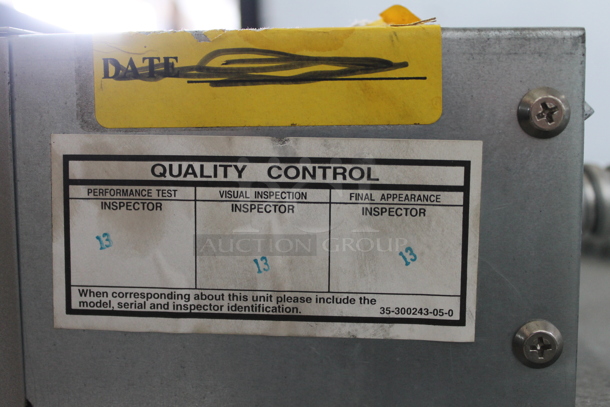 DATE
QUALITY CONTROL
PERFORMANCE TEST VISUAL INSPECTION FINAL APPEARANCE
INSPECTOR INSPECTOR INSPECTOR
13 13 13
AUCTION GROUP
When corresponding about this unit please include the
model, serial and inspector identification. 35-300243-05-0